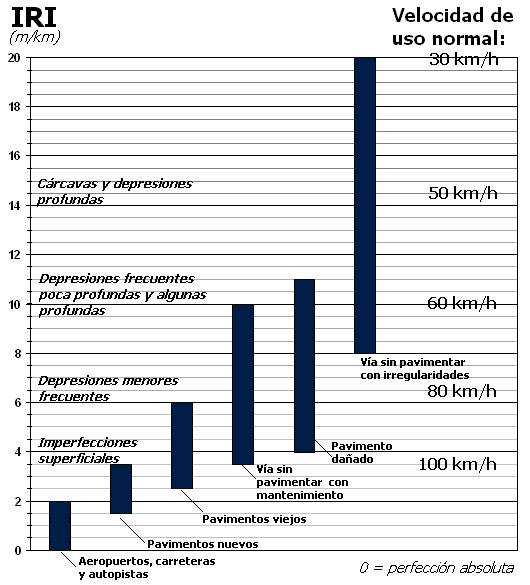 IRI
(m/km)
Velocidad de
uso normal:
20
30 km/h
18
16
Cárcavas y depresiones
profundas
50 km/h
14
12
Depresiones frecuentes
poca profundas y algunas
profundas
10
60 km/h
8
Vía sin pavimentar
con irregularidades
Depresiones menores
frecuentes
80 km/h
6
Imperfecciones
superficiales
4
Pavimento
dañado
100 km/h
Vía sin
pavimentar con
mantenimiento
2
Pavimentos viejos
Pavimentos nuevos
0
Aeropuertos, carreteras
y autopistas
0 = perfección absoluta